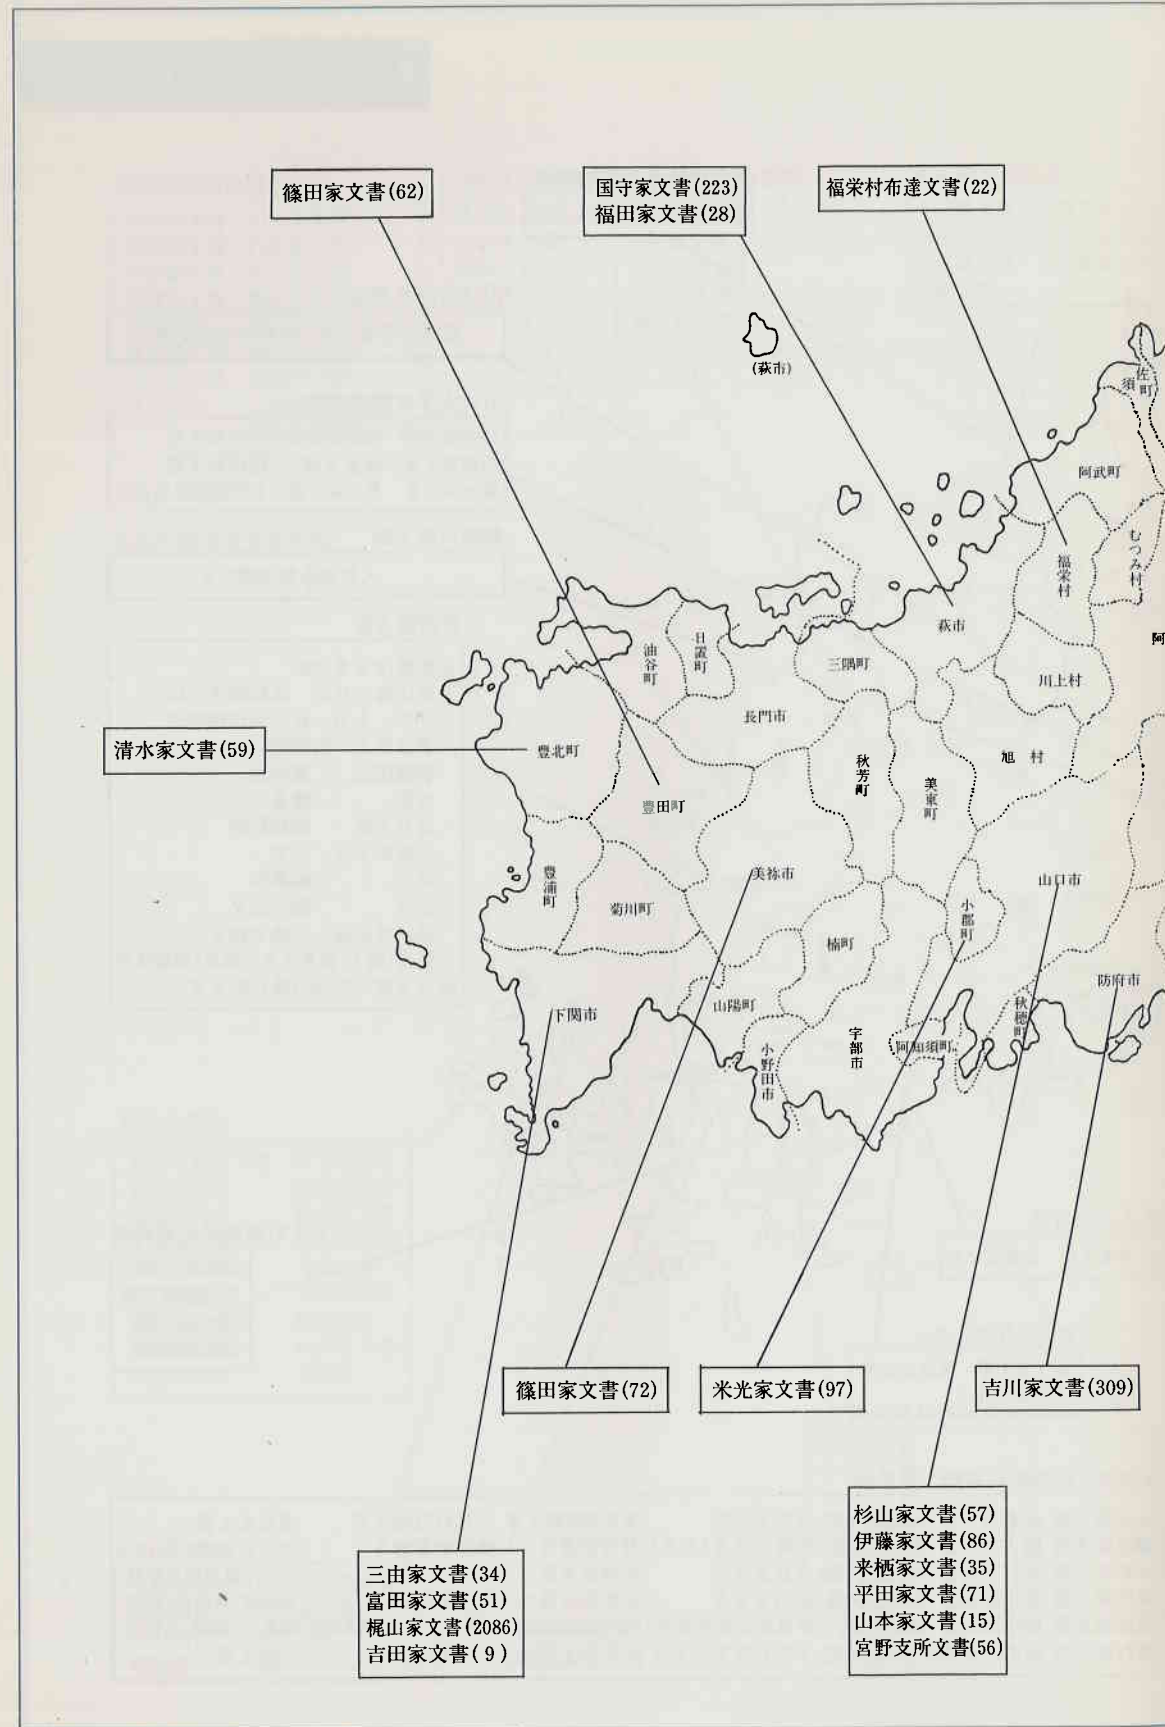 篠田家文書(62)
国守家文書(223)
福田家文書(28)
福栄村布達文書(22)
(萩市)
須佐町
阿武町
むつみ村
福栄村
萩市
阿
川上村
三隅町
日置町
油谷町
長門市
旭村
清水家文書(59)
豊北町
秋芳町
美東町
豊田町
美祢市
山口市
豊浦町
菊川町
小郡町
楠町
防府市
山陽町
秋穂町
下関市
宇部市
阿知須町
小野田市
篠田家文書(72)
米光家文書(97)
吉川家文書(309)
杉山家文書(57)
伊藤家文書(86)
来栖家文書(35)
平田家文書(71)
山本家文書(15)
宮野支所文書(56)
三由家文書(34)
富田家文書(51)
梶山家文書(2086)
吉田家文書(9)